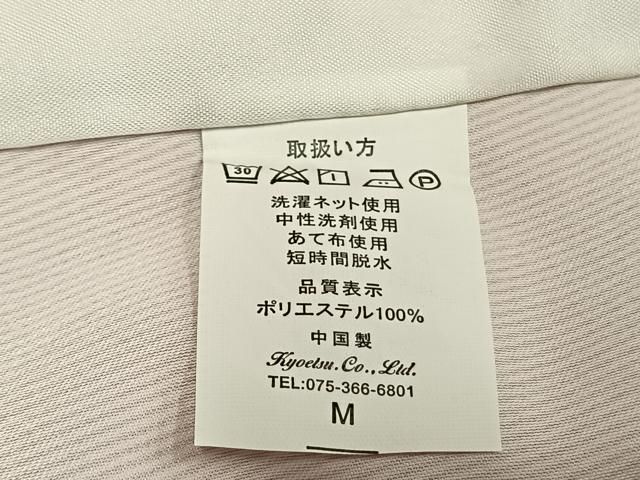 取扱い方
30 P
洗濯ネット使用
中性洗剤使用
あて布使用
短時間脱水
品質表示
ポリエステル100%
中国製
Kyoetsu.Co.,Ltd.
TEL:075-366-6801
M